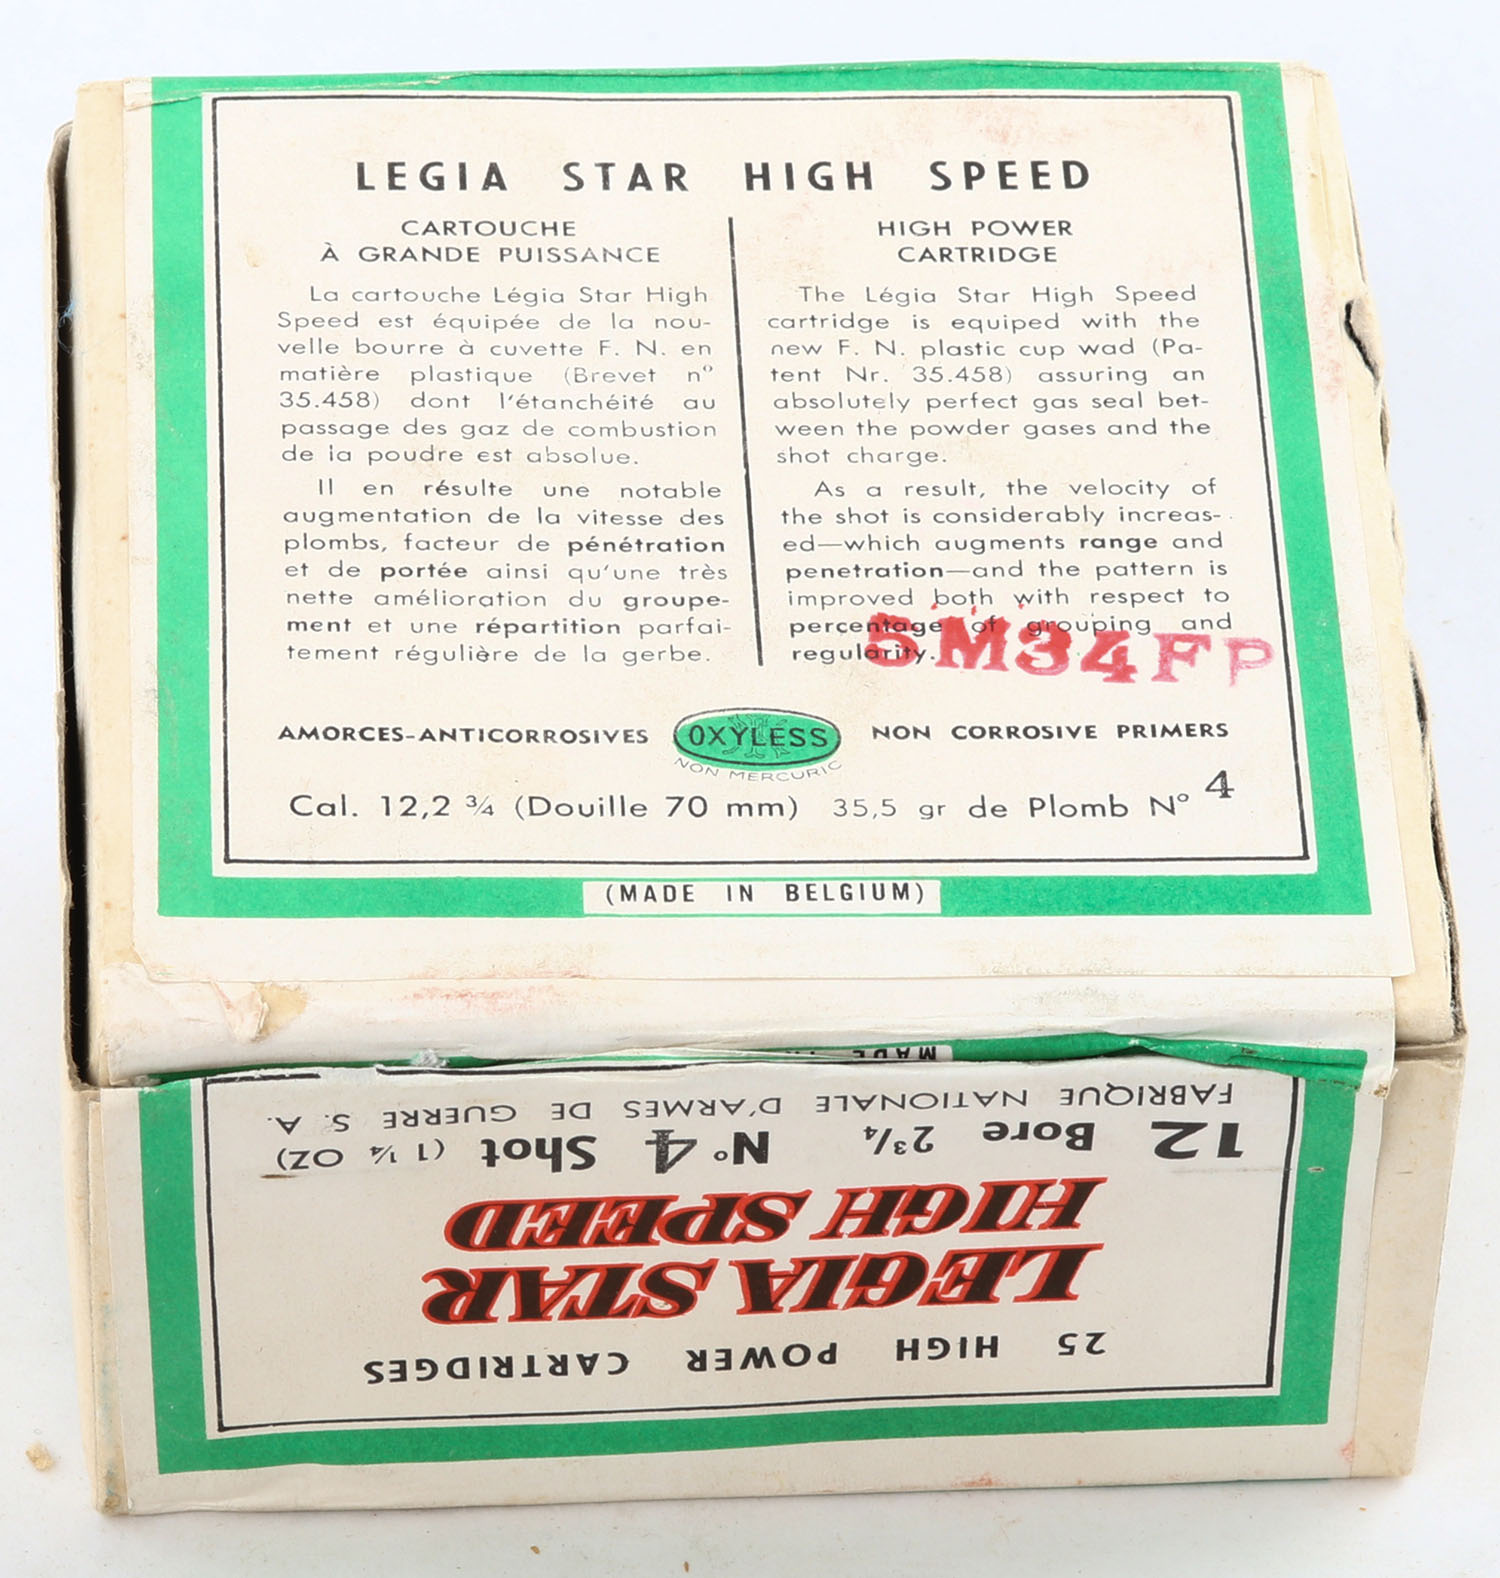 LEGIA STAR HIGH SPEED
CARTOUCHE
À GRANDE PUISSANCE
La cartouche Légia Star High
Speed est équipée de la nou-
velle bourre à cuvette F. N. en
matière plastique (Brevet nº
35.458) dont l'étanchéité au
passage des gaz de combustion
de la poudre est absolue.
Il en résulte une notable
augmentation de la vitesse des
plombs, facteur de pénétration
et de portée ainsi qu'une très
nette amélioration du groupe-
ment et une répartition parfai-
tement régulière de la gerbe.
HIGH POWER
CARTRIDGE
The Légia Star High Speed
cartridge is equiped with the
new F. N. plastic cup wad (Pa-
tent Nr. 35.458) assuring an
absolutely perfect gas seal bet-
ween the powder gases and the
shot charge.
As a result, the velocity of
the shot is considerably increas-
ed—which augments range and
penetration—and the pattern is
improved both with respect to
percentage of grouping and
regularity.
5M34FP
AMORCES-ANTICORROSIVES
OXYLESS
NON MERCURIC
NON CORROSIVE PRIMERS
Cal. 12,2 ¾ (Douille 70 mm) 35,5 gr de Plomb Nº 4
(MADE IN BELGIUM)
25 HIGH POWER CARTRIDGES
LEGIA STAR
HIGH SPEED
12 Bore 2¾ Nº 4 Shot (1 ¼ OZ)
FABRIQUE NATIONALE D'ARMES DE GUERRE S. A.
MADE